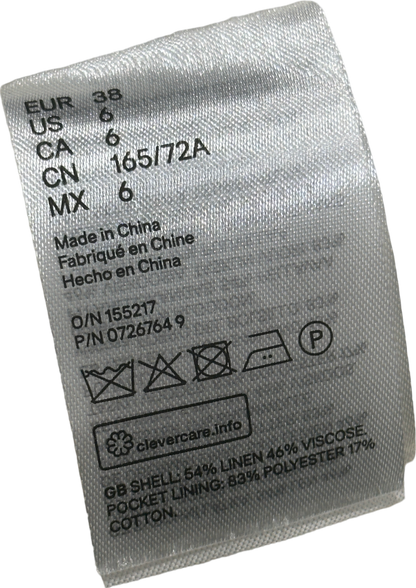 EUR 38
US 6
CA 6
CN 165/72A
MX 6
Made in China
Fabriqué en Chine
Hecho en China
O/N 155217
P/N 0726764 9
P
clevercare.info
GB SHELL: 54% LINEN 46% VISCOSE.
POCKET LINING: 83% POLYESTER 17%
COTTON.